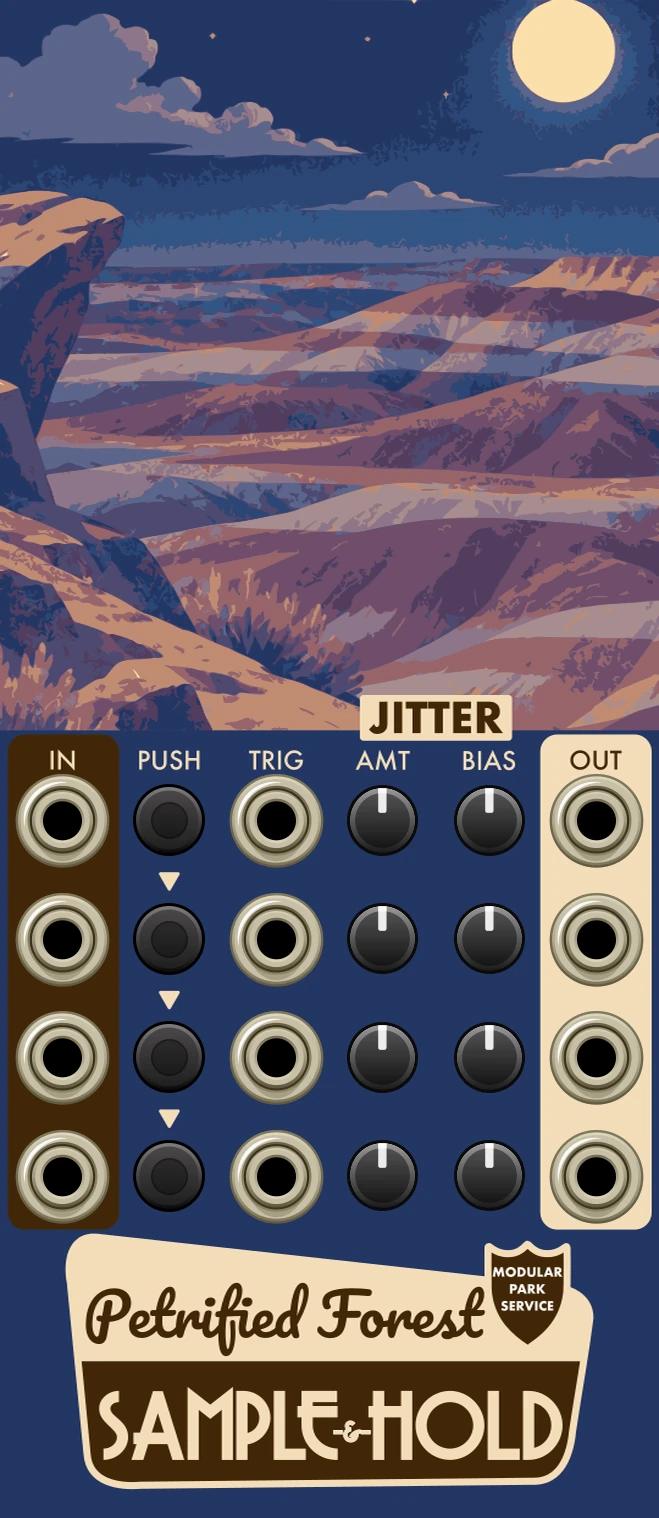 JITTER
IN PUSH TRIG AMT BIAS OUT
MODULAR
PARK
SERVICE
Petrified Forest
SAMPLE-&-HOLD